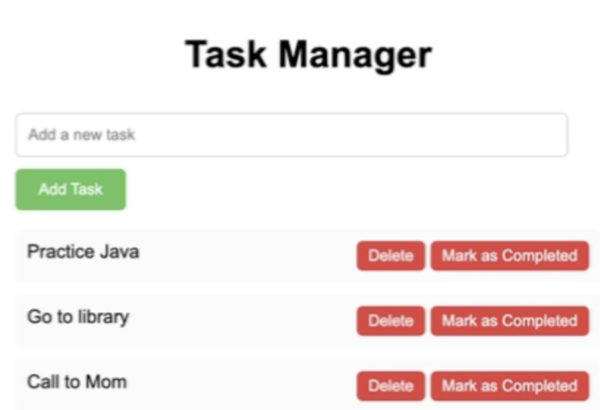 Task Manager
Add a new task
Add Task
Practice Java Delete Mark as Completed
Go to library Delete Mark as Completed
Call to Mom Delete Mark as Completed